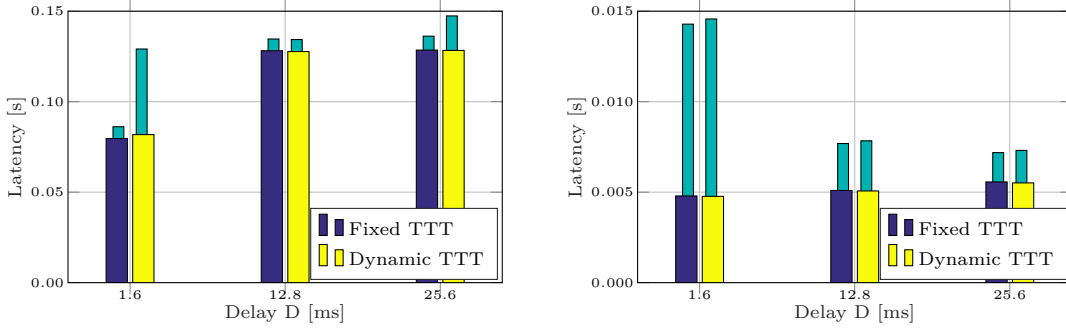 0.15
0.10
0.05
0.00
Latency [s]
1.6
12.8
25.6
Delay D [ms]
Fixed TTT
Dynamic TTT
0.015
0.010
0.005
0.000
Latency [s]
1.6
12.8
25.6
Delay D [ms]
Fixed TTT
Dynamic TTT